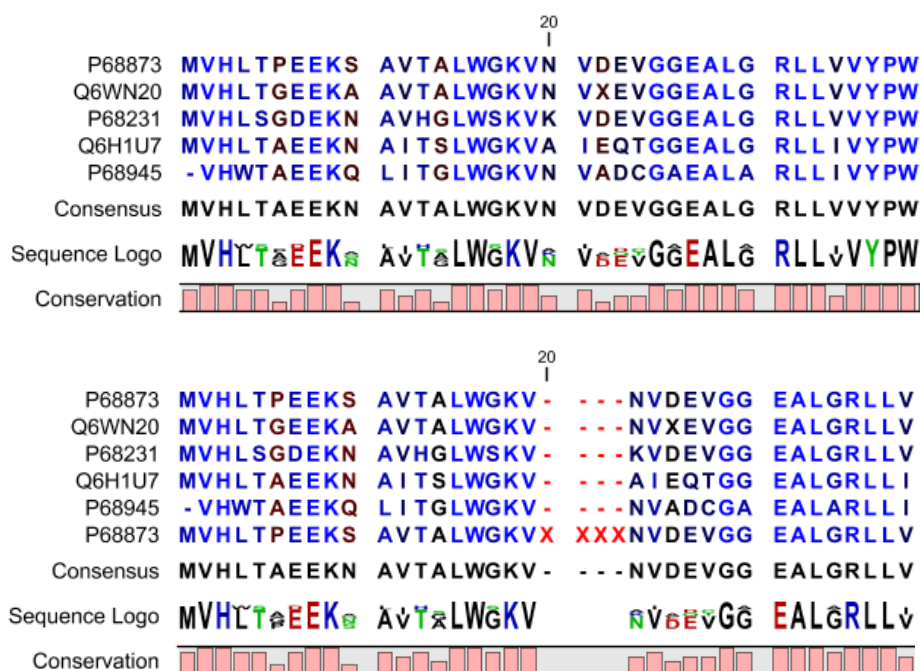 20
P68873 MVHLTPEEKS AVTALWGKVN VDEVGGEALG RLLVVYPW
Q6WN20 MVHLTGEEKA AVTALWGKVN VXEVGGEALG RLLVVYPW
P68231 MVHLSGDEKN AVHGLWSKVK VDEVGGEALG RLLVVYPW
Q6H1U7 MVHLTAEEKN AITSLWGKVA IEQTGGEALG RLLIVYPW
P68945 -VHWTAEEKQ LITGLWGKVN VADCGAEALA RLLIVYPW
Consensus MVHLTAEEKN AVTALWGKVN VDEVGGEALG RLLVVYPW
Sequence Logo
Conservation
20
P68873 MVHLTPEEKS AVTALWGKV- ---NVDEVGG EALGRLLV
Q6WN20 MVHLTGEEKA AVTALWGKV- ---NVXEVGG EALGRLLV
P68231 MVHLSGDEKN AVHGLWSKV- ---KVDEVGG EALGRLLV
Q6H1U7 MVHLTAEEKN AITSLWGKV- ---AIEQTGG EALGRLLI
P68945 -VHWTAEEKQ LITGLWGKV- ---NVADCGA EALARLLI
P68873 MVHLTPEEKS AVTALWGKVX XXXNVDEVGG EALGRLLV
Consensus MVHLTAEEKN AVTALWGKV- ---NVDEVGG EALGRLLV
Sequence Logo
Conservation